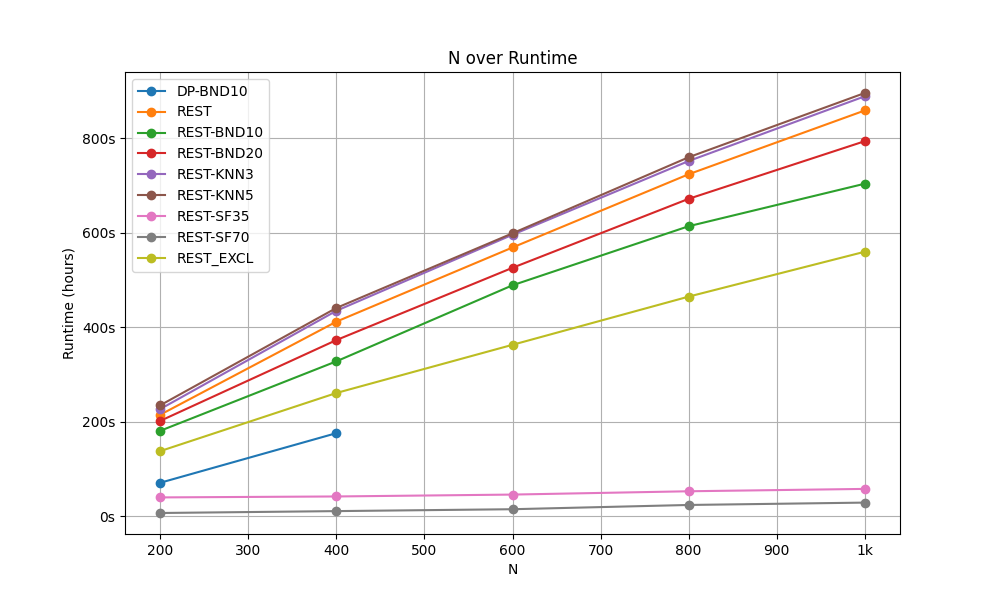 N over Runtime
DP-BND10
REST
REST-BND10
REST-BND20
REST-KNN3
REST-KNN5
REST-SF35
REST-SF70
REST_EXCL
Runtime (hours)
800s
600s
400s
200s
0s
200 300 400 500 600 700 800 900 1k
N